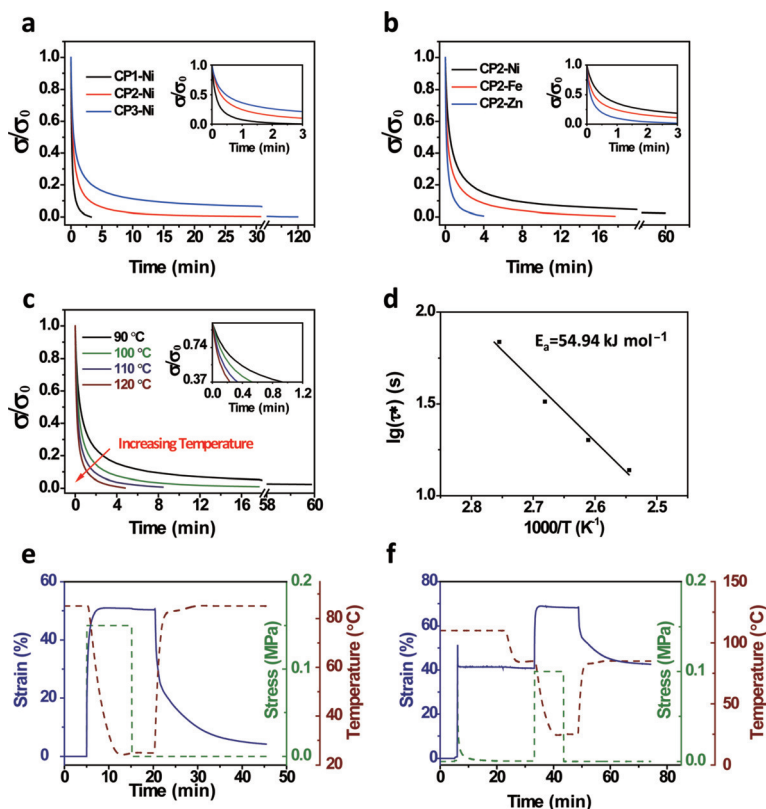 a
σ/σ0
1.0
0.8
0.6
0.4
0.2
0.0
CP1-Ni
CP2-Ni
CP3-Ni
σ/σ0
1.0
0.5
0.0
0 1 2 3
Time (min)
0 5 10 15 20 25 30 120
Time (min)
b
σ/σ0
1.0
0.8
0.6
0.4
0.2
0.0
CP2-Ni
CP2-Fe
CP2-Zn
σ/σ0
1.0
0.5
0.0
0 1 2 3
Time (min)
0 4 8 12 16 60
Time (min)
c
σ/σ0
1.0
0.8
0.6
0.4
0.2
0.0
90 °C
100 °C
110 °C
120 °C
σ/σ0
0.74
0.37
0.0 0.4 0.8 1.2
Time (min)
Increasing Temperature
0 4 8 12 16 58 60
Time (min)
d
lg(τ*) (s)
2.0
1.5
1.0
Ea=54.94 kJ mol−1
2.8 2.7 2.6 2.5
1000/T (K-1)
e
Strain (%)
60
40
20
0
0 10 20 30 40 50
Time (min)
0.2
0.1
0.0
Stress (MPa)
80
60
40
20
Temperature (°C)
f
Strain (%)
80
60
40
20
0
0 20 40 60 80
Time (min)
0.2
0.1
0.0
Stress (MPa)
150
100
50
0
Temperature (°C)